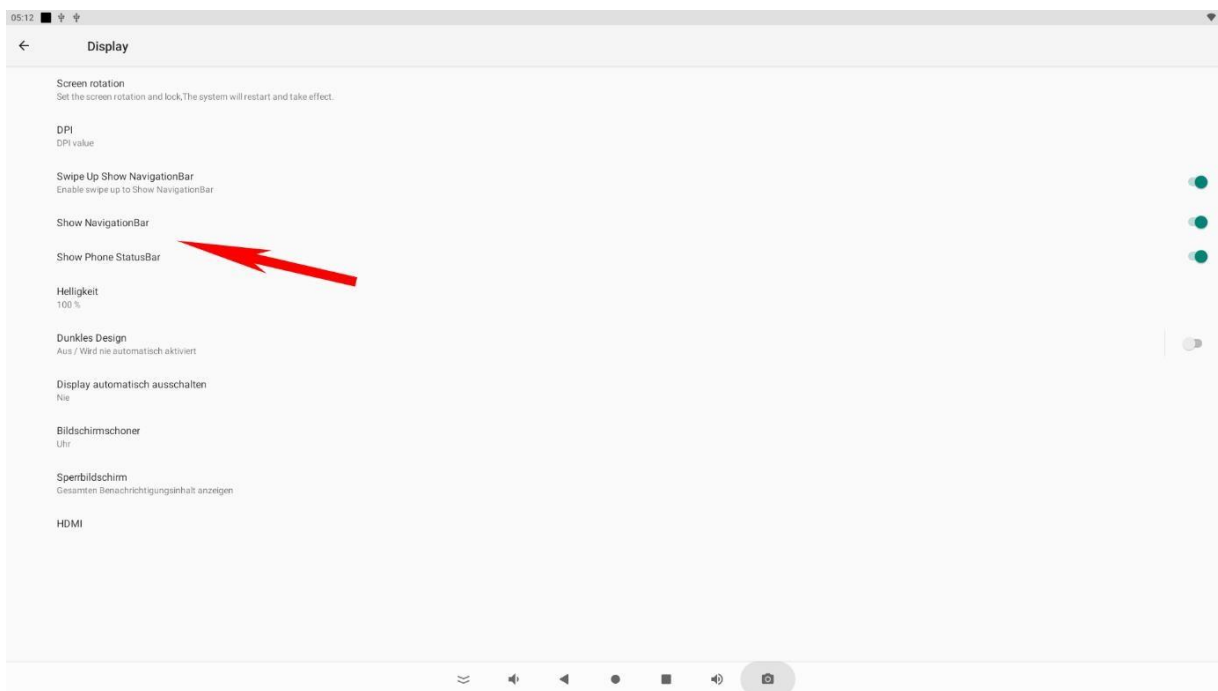 05:12
Display
Screen rotation
Set the screen rotation and lock,The system will restart and take effect.
DPI
DPI value
Swipe Up Show NavigationBar
Enable swipe up to Show NavigationBar
Show NavigationBar
Show Phone StatusBar
Helligkeit
100 %
Dunkles Design
Aus / Wird nie automatisch aktiviert
Display automatisch ausschalten
Nie
Bildschirmschoner
Uhr
Sperrbildschirm
Gesamten Benachrichtigungsinhalt anzeigen
HDMI